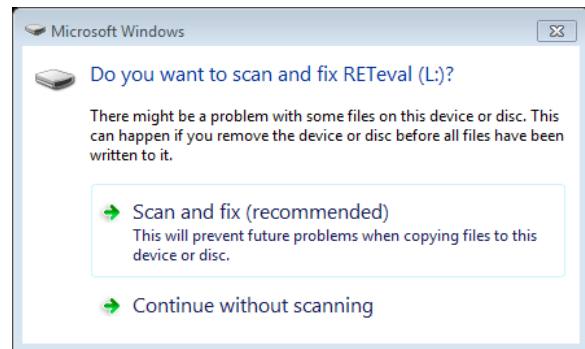 Microsoft Windows
Do you want to scan and fix RETeval (L:)?
There might be a problem with some files on this device or disc. This
can happen if you remove the device or disc before all files have been
written to it.
Scan and fix (recommended)
This will prevent future problems when copying files to this
device or disc.
Continue without scanning